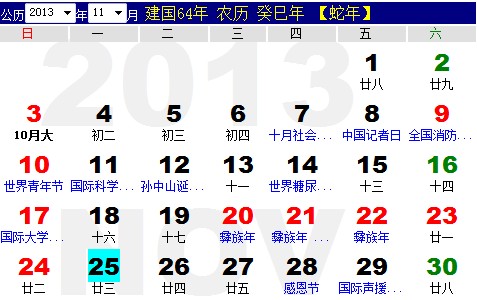 公历 2013 年 11 月 建国64年 农历 癸巳年 【蛇年】
日 一 二 三 四 五 六
2013
1 2
廿八 廿九
3 4 5 6 7 8 9
10月大 初二 初三 初四 十月社会... 中国记者日 全国消防...
10 11 12 13 14 15 16
世界青年节 国际科学... 孙中山诞... 十一 世界糖尿... 十三 十四
17 18 19 20 21 22 23
国际大学... 十六 十七 彝族年 彝族年 ... 彝族年 廿一
NOV
24 25 26 27 28 29 30
廿二 廿三 廿四 廿五 感恩节 国际声援... 廿八